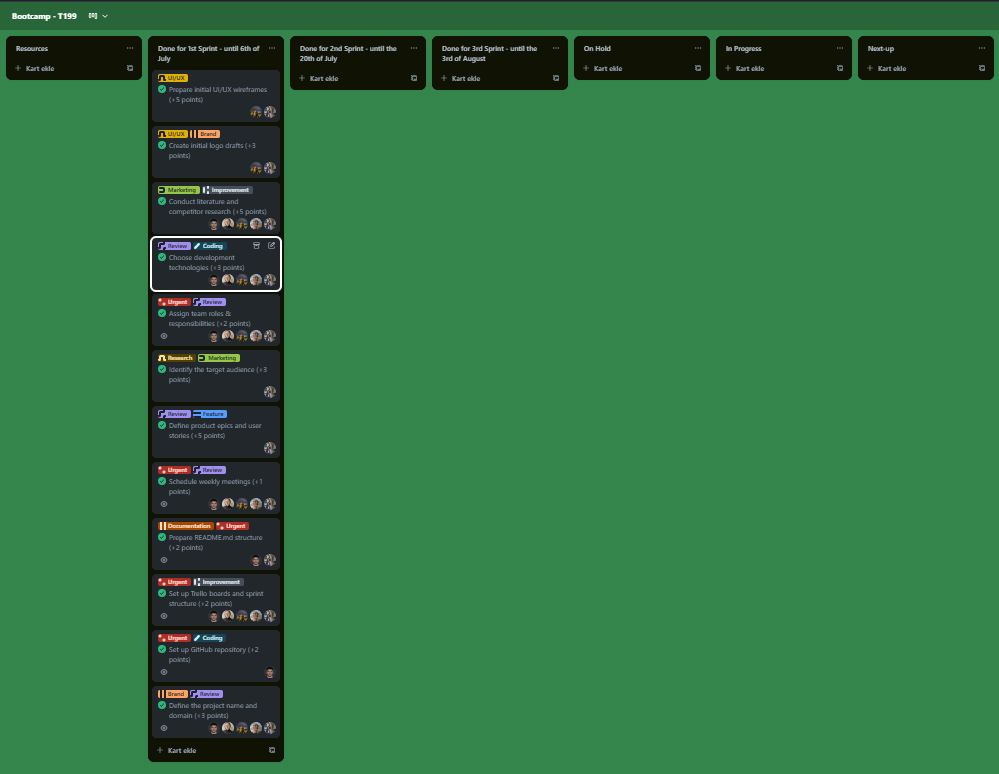 Bootcamp - T199
Resources
Kart ekle
Done for 1st Sprint - until 6th of
July
UI/UX
Prepare initial UI/UX wireframes
(+5 points)
UI/UX Brand
Create initial logo drafts (+3
points)
Marketing Improvement
Conduct literature and
competitor research (+5 points)
Review Coding
Choose development
technologies (+3 points)
Urgent Review
Assign team roles &
responsibilities (+2 points)
Research Marketing
Identify the target audience (+3
points)
Review Feature
Define product epics and user
stories (+5 points)
Urgent Review
Schedule weekly meetings (+1
points)
Documentation Urgent
Prepare README.md structure
(+2 points)
Urgent Improvement
Set up Trello boards and sprint
structure (+2 points)
Urgent Coding
Set up GitHub repository (+2
points)
Brand Review
Define the project name and
domain (+3 points)
Kart ekle
Done for 2nd Sprint - until the
20th of July
Kart ekle
Done for 3rd Sprint - until the
3rd of August
Kart ekle
On Hold
Kart ekle
In Progress
Kart ekle
Next-up
Kart ekle